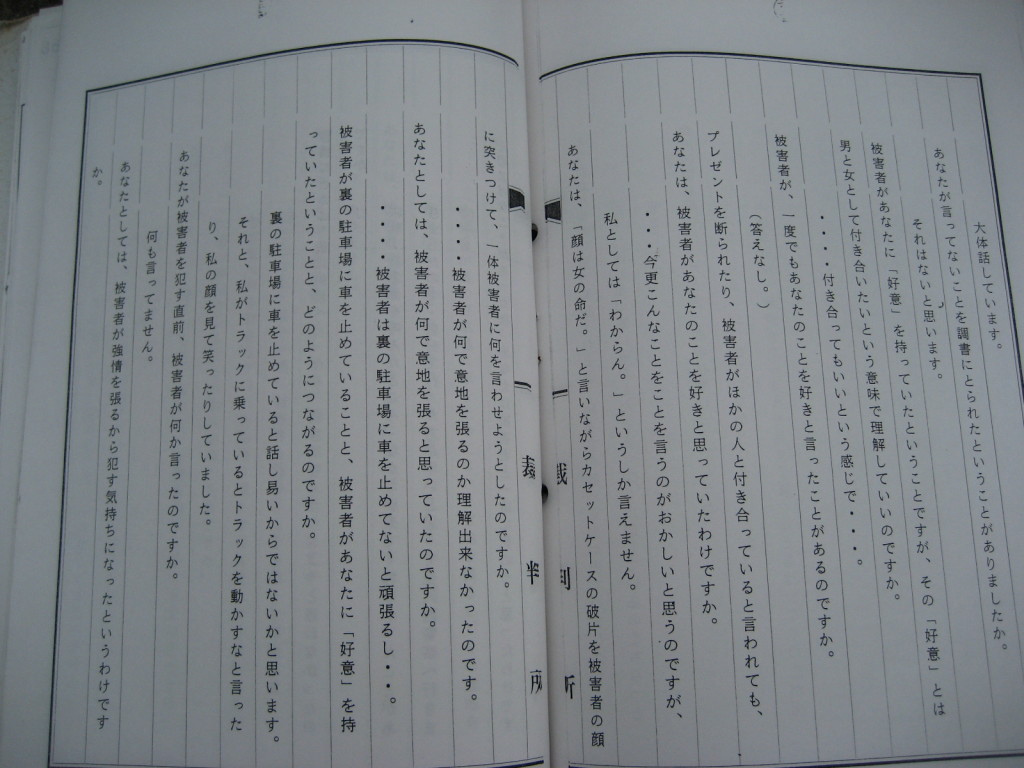 大体話しています。
あなたが言ってないことを調書にとられたということがありましたか。
それはないと思います。
被害者があなたに「好意」を持っていたということですが、その「好意」とは
男と女として付き合いたいという意味で理解していいのですか。
・・・付き合ってもいいという感じで・・・。
被害者が、一度でもあなたのことを好きと言ったことがあるのですか。
(答えなし。)
プレゼントを断られたり、被害者がほかの人と付き合っていると言われても、
あなたは、被害者があなたのことを好きと思っていたわけですか。
・・・今更こんなことをことを言うのがおかしいと思うのですが、
私としては「わからん。」というしか言えません。
あなたは、「顔は女の命だ。」と言いながらカセットケースの破片を被害者の顔
裁判所
に突きつけて、一体被害者に何を言わせようとしたのですか。
・・・被害者が何で意地を張るのか理解出来なかったのです。
あなたとしては、被害者が何で意地を張ると思っていたのですか。
・・・被害者は裏の駐車場に車を止めてないと頑張るし・・・。
被害者が裏の駐車場に車を止めていることと、被害者があなたに「好意」を持
っていたということと、どのようにつながるのですか。
裏の駐車場に車を止めていると話し易いからではないかと思います。
それと、私がトラックに乗っているとトラックを動かすなと言った
り、私の顔を見て笑ったりしていました。
あなたが被害者を犯す直前、被害者が何か言ったのですか。
何も言ってません。
あなたとしては、被害者が強情を張るから犯す気持ちになったというわけです
か。